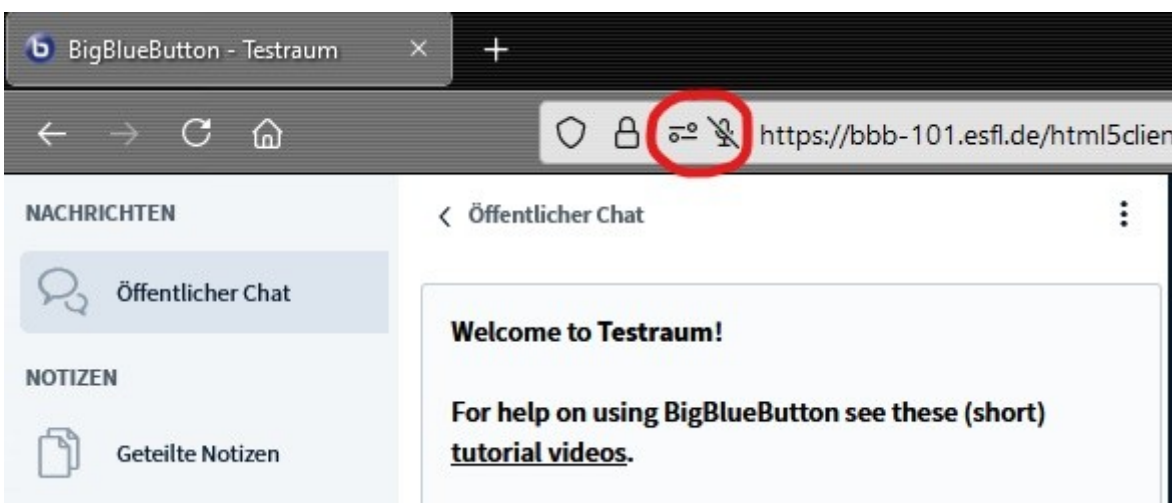 BigBlueButton - Testraum
https://bbb-101.esfl.de/html5clien
NACHRICHTEN
Öffentlicher Chat
NOTIZEN
Geteilte Notizen
Öffentlicher Chat
Welcome to Testraum!
For help on using BigBlueButton see these (short)
tutorial videos.